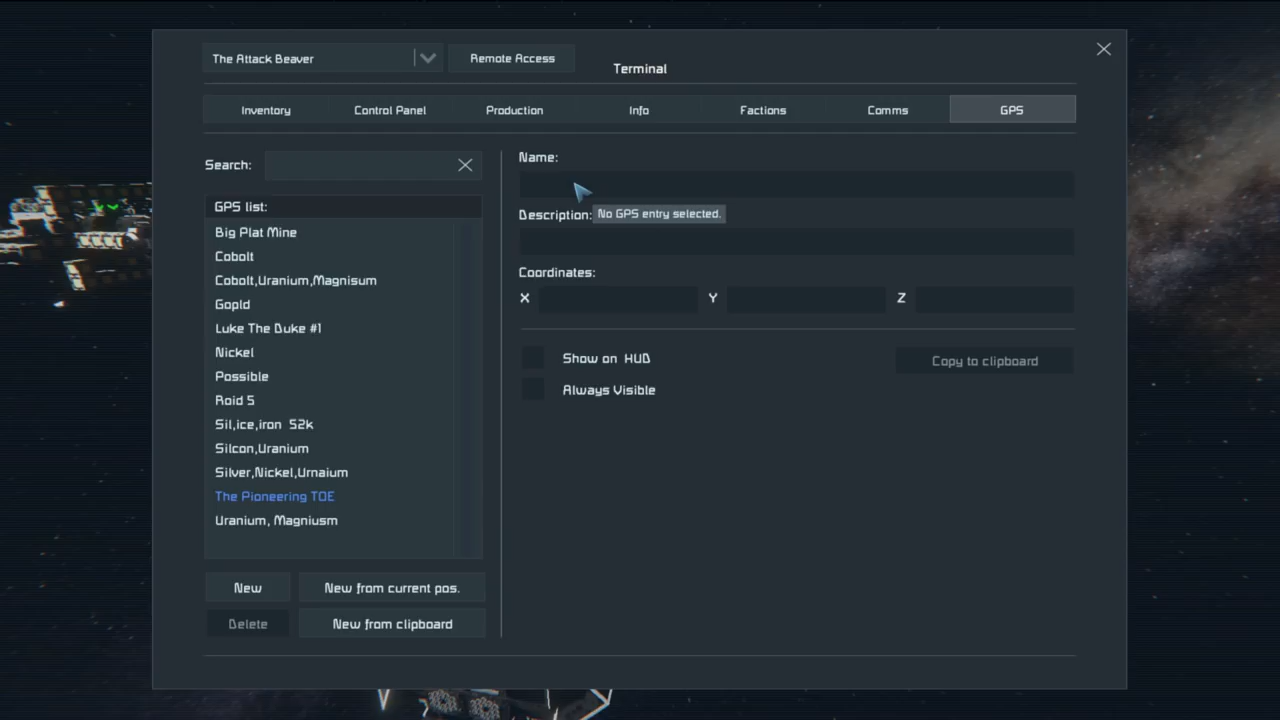 The Attack Beaver
Remote Access
Terminal
Inventory
Control Panel
Production
Info
Factions
Comms
GPS
Search:
GPS list:
Big Plat Mine
Cobolt
Cobolt,Uranium,Magnisum
Gopld
Luke The Duke #1
Nickel
Possible
Raid 5
Sil,ice,iron 52k
Silcon,Uranium
Silver,Nickel,Urnaium
The Pioneering TOE
Uranium, Magniusm
New
New from current pos.
Delete
New from clipboard
Name:
Description:
No GPS entry selected.
Coordinates:
X
Y
Z
Show on HUD
Copy to clipboard
Always Visible